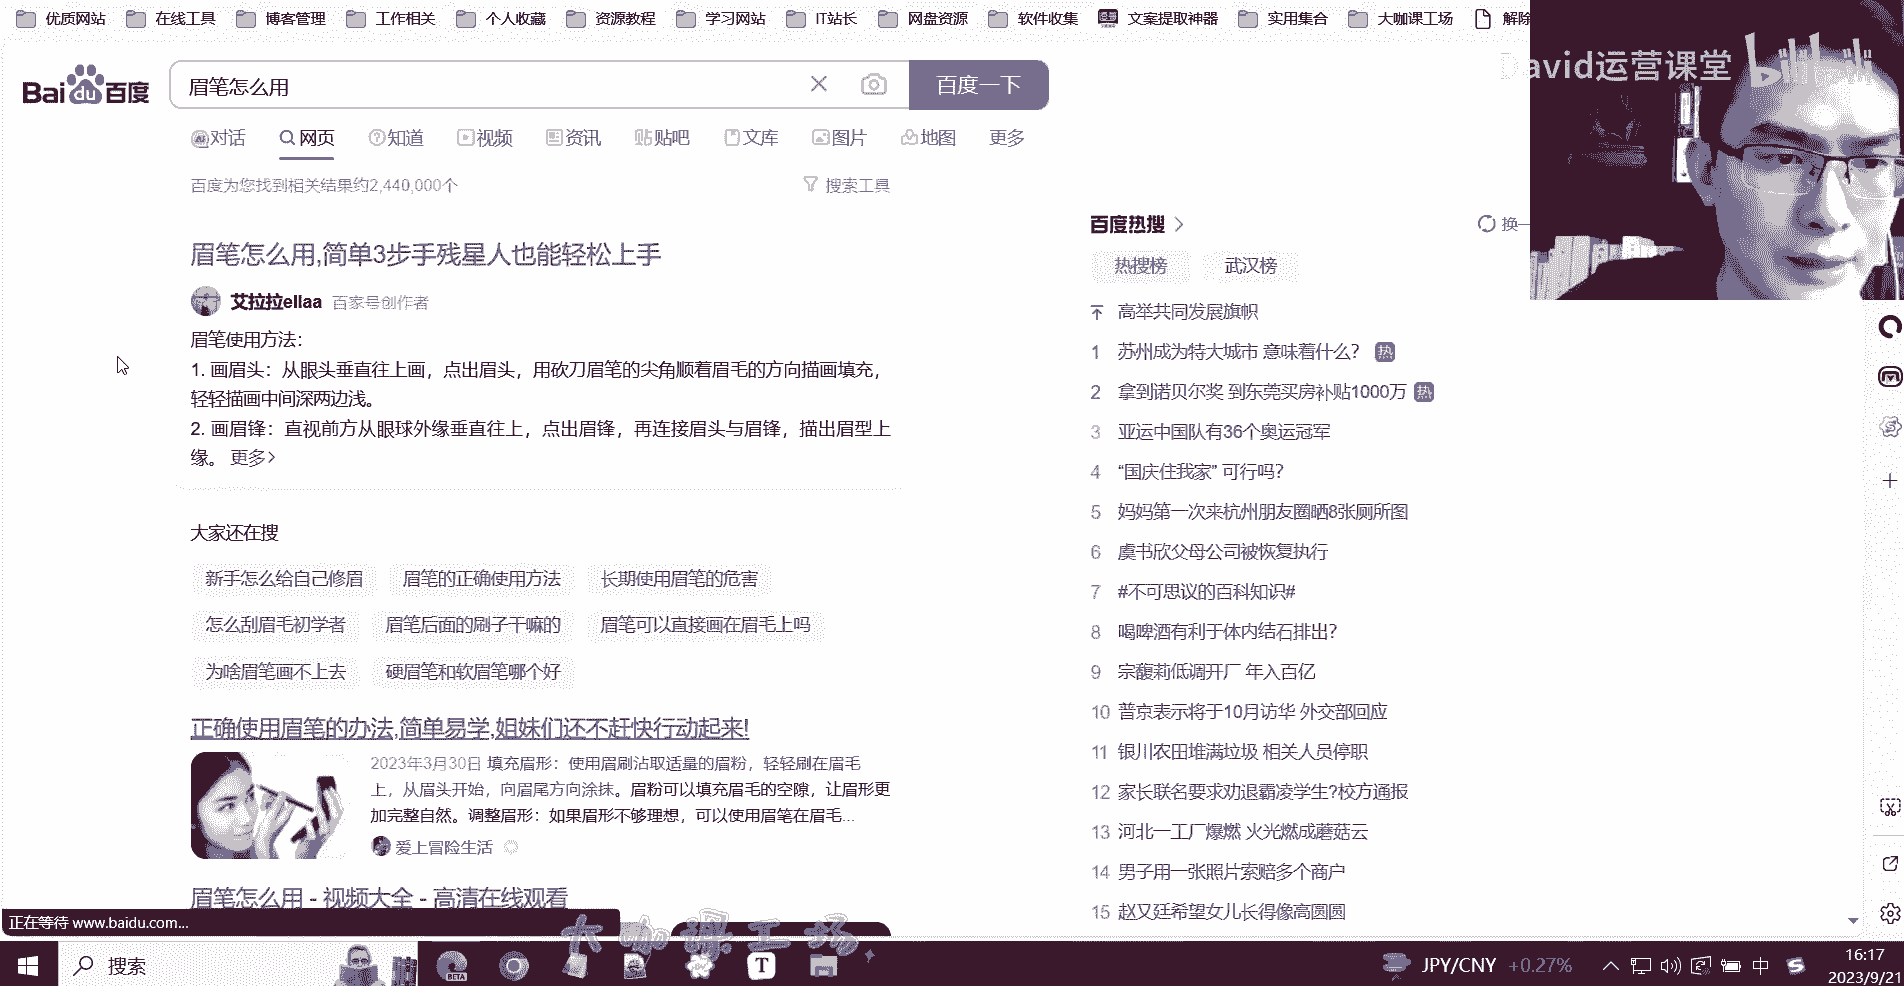 优质网站 在线工具 博客管理 工作相关 个人收藏 资源教程 学习网站 IT站长 网盘资源 软件收集 文案提取神器 实用集合 大咖课工场 解除
David运营课堂 bilibili
Bai du 百度 眉笔怎么用 百度一下
对话 网页 知道 视频 资讯 贴吧 文库 图片 地图 更多
百度为您找到相关结果约2,440,000个 搜索工具
眉笔怎么用,简单3步手残星人也能轻松上手
艾拉拉ellaa 百家号创作者
眉笔使用方法：
1. 画眉头：从眼头垂直往上画，点出眉头，用砍刀眉笔的尖角顺着眉毛的方向描画填充，
轻轻描画中间深两边浅。
2. 画眉锋：直视前方从眼球外缘垂直往上，点出眉锋，再连接眉头与眉锋，描出眉型上
缘。 更多>
大家还在搜
新手怎么给自己修眉 眉笔的正确使用方法 长期使用眉笔的危害
怎么刮眉毛初学者 眉笔后面的刷子干嘛的 眉笔可以直接画在眉毛上吗
为啥眉笔画不上去 硬眉笔和软眉笔哪个好
正确使用眉笔的办法,简单易学,姐妹们还不赶快行动起来!
2023年3月30日 填充眉形：使用眉刷沾取适量的眉粉，轻轻刷在眉毛
上，从眉头开始，向眉尾方向涂抹。眉粉可以填充眉毛的空隙，让眉形更
加完整自然。调整眉形：如果眉形不够理想，可以使用眉笔在眉毛...
爱上冒险生活
眉笔怎么用 - 视频大全 - 高清在线观看
百度热搜 > 换一
热搜榜 武汉榜
高举共同发展旗帜
1 苏州成为特大城市 意味着什么？ 热
2 拿到诺贝尔奖 到东莞买房补贴1000万 热
3 亚运中国队有36个奥运冠军
4 “国庆住我家” 可行吗？
5 妈妈第一次来杭州朋友圈晒8张厕所图
6 虞书欣父母公司被恢复执行
7 #不可思议的百科知识#
8 喝啤酒有利于体内结石排出？
9 宗馥莉低调开厂 年入百亿
10 普京表示将于10月访华 外交部回应
11 银川农田堆满垃圾 相关人员停职
12 家长联名要求劝退霸凌学生?校方通报
13 河北一工厂爆燃 火光燃成蘑菇云
14 男子用一张照片索赔多个商户
15 赵又廷希望女儿长得像高圆圆
正在等待 www.baidu.com...
大咖课工场
搜索 BETA T JPY/CNY +0.27% 中 S 16:17
2023/9/21